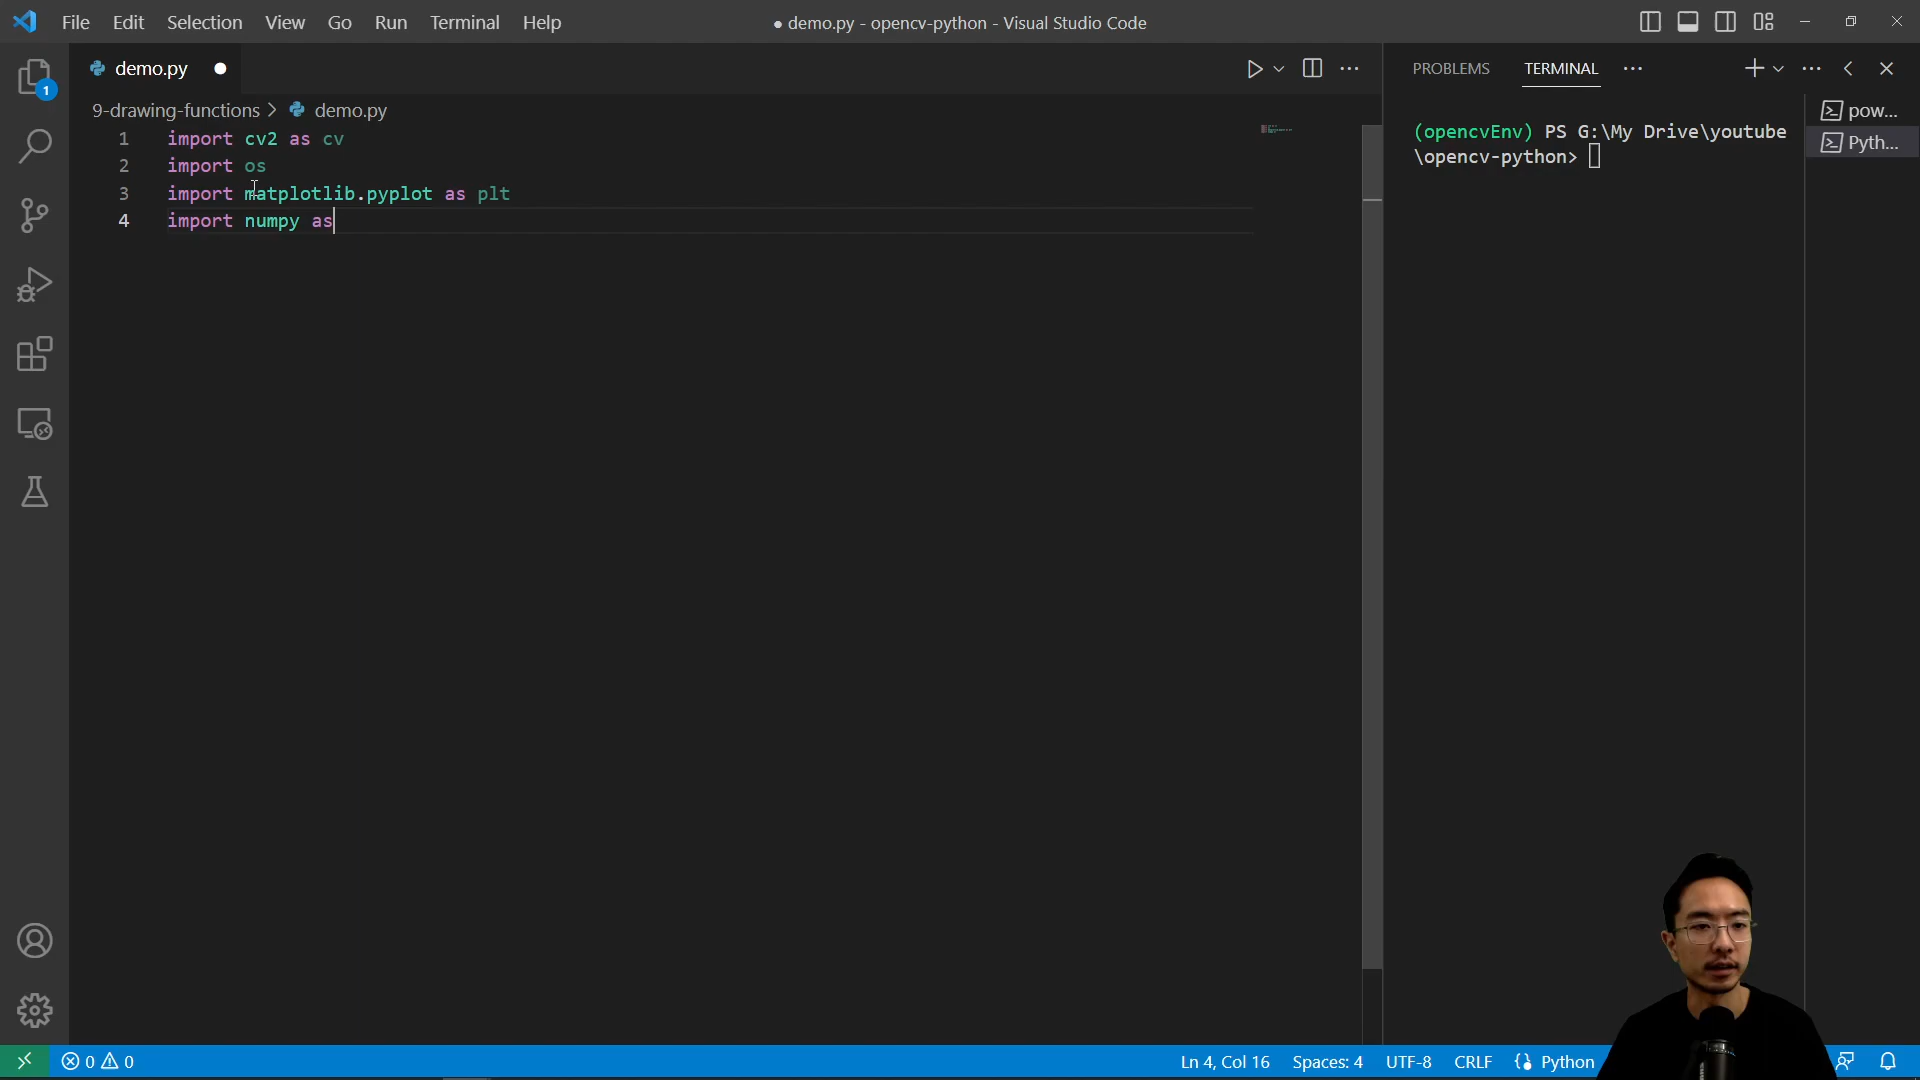 File Edit Selection View Go Run Terminal Help
● demo.py - opencv-python - Visual Studio Code
demo.py
PROBLEMS TERMINAL
1
9-drawing-functions > demo.py
1 import cv2 as cv
2 import os
3 import matplotlib.pyplot as plt
4 import numpy as
(opencvEnv) PS G:\My Drive\youtube
\opencv-python>
pow...
Pyth...
0 0
Ln 4, Col 16 Spaces: 4 UTF-8 CRLF Python